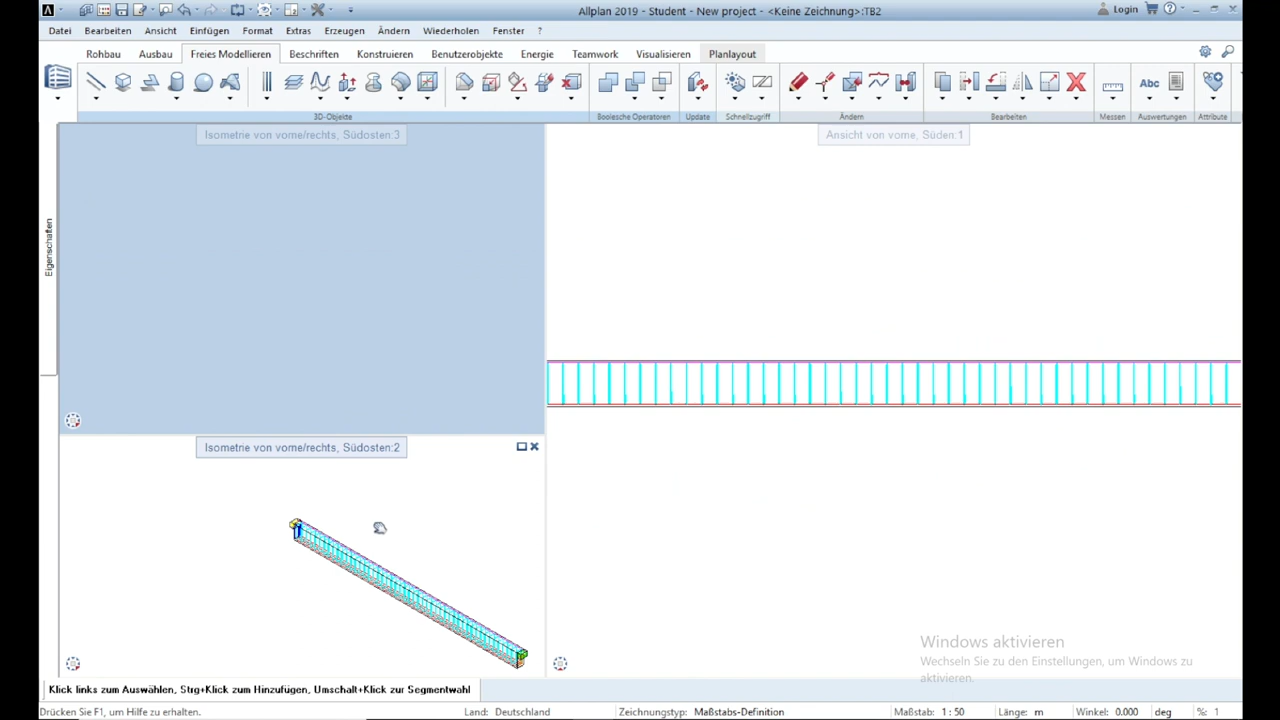 Allplan 2019 - Student - New project - <Keine Zeichnung>:TB2
Login
Datei Bearbeiten Ansicht Einfügen Format Extras Erzeugen Ändern Wiederholen Fenster ?
Rohbau Ausbau Freies Modellieren Beschriften Konstruieren Benutzerobjekte Energie Teamwork Visualisieren Planlayout
Abc
3D-Objekte Boolesche Operatoren Update Schnellzugriff Ändern Bearbeiten Messen Auswertungen Attribute
Isometrie von vorne/rechts, Südosten:3
Ansicht von vorne, Süden:1
Eigenschaften
Isometrie von vorne/rechts, Südosten:2
Windows aktivieren
Wechseln Sie zu den Einstellungen, um Windows zu
aktivieren.
Klick links zum Auswählen, Strg+Klick zum Hinzufügen, Umschalt+Klick zur Segmentwahl
Drücken Sie F1, um Hilfe zu erhalten. Land: Deutschland Zeichnungstyp: Maßstabs-Definition Maßstab: 1 : 50 Länge: m Winkel: 0.000 deg %: 1